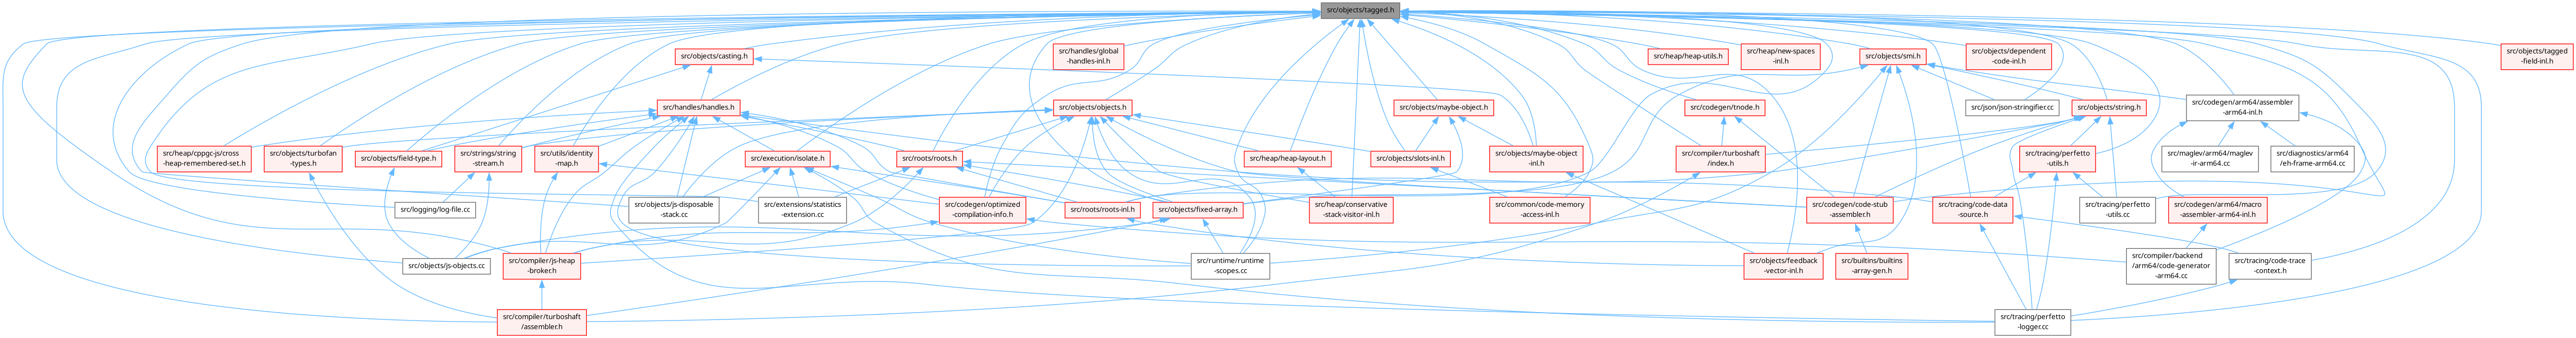 src/objects/tagged.h
src/objects/casting.h
src/handles/global
-handles-inl.h
src/heap/heap-utils.h
src/heap/new-spaces
-inl.h
src/objects/smi.h
src/objects/dependent
-code-inl.h
src/objects/tagged
-field-inl.h
src/handles/handles.h
src/objects/objects.h
src/objects/maybe-object.h
src/codegen/tnode.h
src/json/json-stringifier.cc
src/objects/string.h
src/codegen/arm64/assembler
-arm64-inl.h
src/heap/cppgc-js/cross
-heap-remembered-set.h
src/objects/turbofan
-types.h
src/objects/field-type.h
src/strings/string
-stream.h
src/utils/identity
-map.h
src/execution/isolate.h
src/roots/roots.h
src/heap/heap-layout.h
src/objects/slots-inl.h
src/objects/maybe-object
-inl.h
src/compiler/turboshaft
/index.h
src/tracing/perfetto
-utils.h
src/maglev/arm64/maglev
-ir-arm64.cc
src/diagnostics/arm64
/eh-frame-arm64.cc
src/logging/log-file.cc
src/objects/js-disposable
-stack.cc
src/extensions/statistics
-extension.cc
src/codegen/optimized
-compilation-info.h
src/roots/roots-inl.h
src/objects/fixed-array.h
src/heap/conservative
-stack-visitor-inl.h
src/common/code-memory
-access-inl.h
src/codegen/code-stub
-assembler.h
src/tracing/code-data
-source.h
src/tracing/perfetto
-utils.cc
src/codegen/arm64/macro
-assembler-arm64-inl.h
src/objects/js-objects.cc
src/compiler/js-heap
-broker.h
src/runtime/runtime
-scopes.cc
src/objects/feedback
-vector-inl.h
src/builtins/builtins
-array-gen.h
src/compiler/backend
/arm64/code-generator
-arm64.cc
src/tracing/code-trace
-context.h
src/compiler/turboshaft
/assembler.h
src/tracing/perfetto
-logger.cc